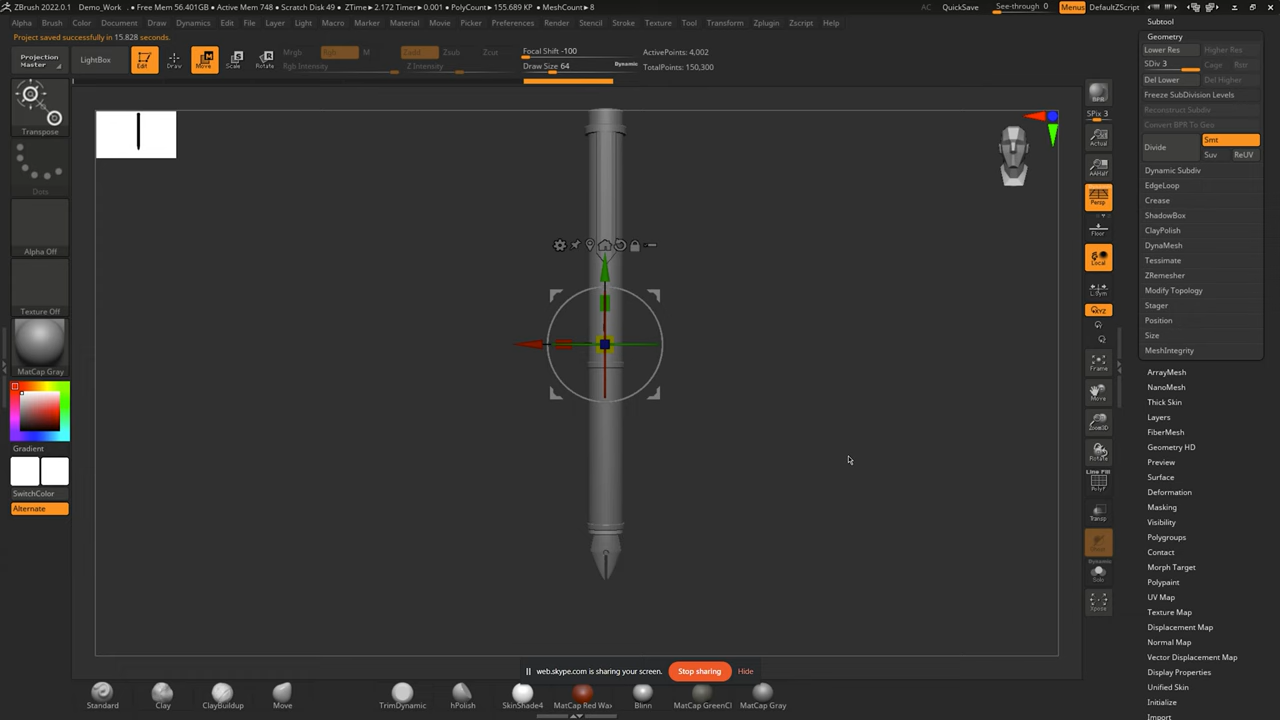 ZBrush 2022.0.1 Demo_Work • Free Mem 56.401GB • Active Mem 748 • Scratch Disk 49 • ZTime►2.172 Timer►0.001 • PolyCount►155.689 KP • MeshCount►8 AC QuickSave See-through 0 Menus DefaultZScript
Alpha Brush Color Document Draw Dynamics Edit File Layer Light Macro Marker Material Movie Picker Preferences Render Stencil Stroke Texture Tool Transform Zplugin Zscript Help
Project saved successfully in 15.828 seconds.
Projection Master
LightBox
Edit
Draw
Move
Scale
Rotate
Mrgb Rgb M
Rgb Intensity
Zadd Zsub Zcut
Z Intensity
Focal Shift -100
Draw Size 64
Dynamic
ActivePoints: 4,002
TotalPoints: 150,300
Transpose
Dots
Alpha Off
Texture Off
MatCap Gray
Gradient
SwitchColor
Alternate
BPR
SPix 3
Actual
AAHalf
Persp
Floor
Local
L.Sym
XYZ
Frame
Move
Zoom3D
Rotate
Line Fill
PolyF
Transp
Dynamic
Solo
Xpose
Subtool
Geometry
Lower Res Higher Res
SDiv 3 Cage Rstr
Del Lower Del Higher
Freeze SubDivision Levels
Reconstruct Subdiv
Convert BPR To Geo
Divide Smt
Suv ReUV
Dynamic Subdiv
EdgeLoop
Crease
ShadowBox
ClayPolish
DynaMesh
Tessimate
ZRemesher
Modify Topology
Stager
Position
Size
MeshIntegrity
ArrayMesh
NanoMesh
Thick Skin
Layers
FiberMesh
Geometry HD
Preview
Surface
Deformation
Masking
Visibility
Polygroups
Contact
Morph Target
Polypaint
UV Map
Texture Map
Displacement Map
Normal Map
Vector Displacement Map
Display Properties
Unified Skin
Initialize
Import
web.skype.com is sharing your screen. Stop sharing Hide
Standard Clay ClayBuildup Move TrimDynamic hPolish SkinShade4 MatCap Red Wax Blinn MatCap GreenCl MatCap Gray